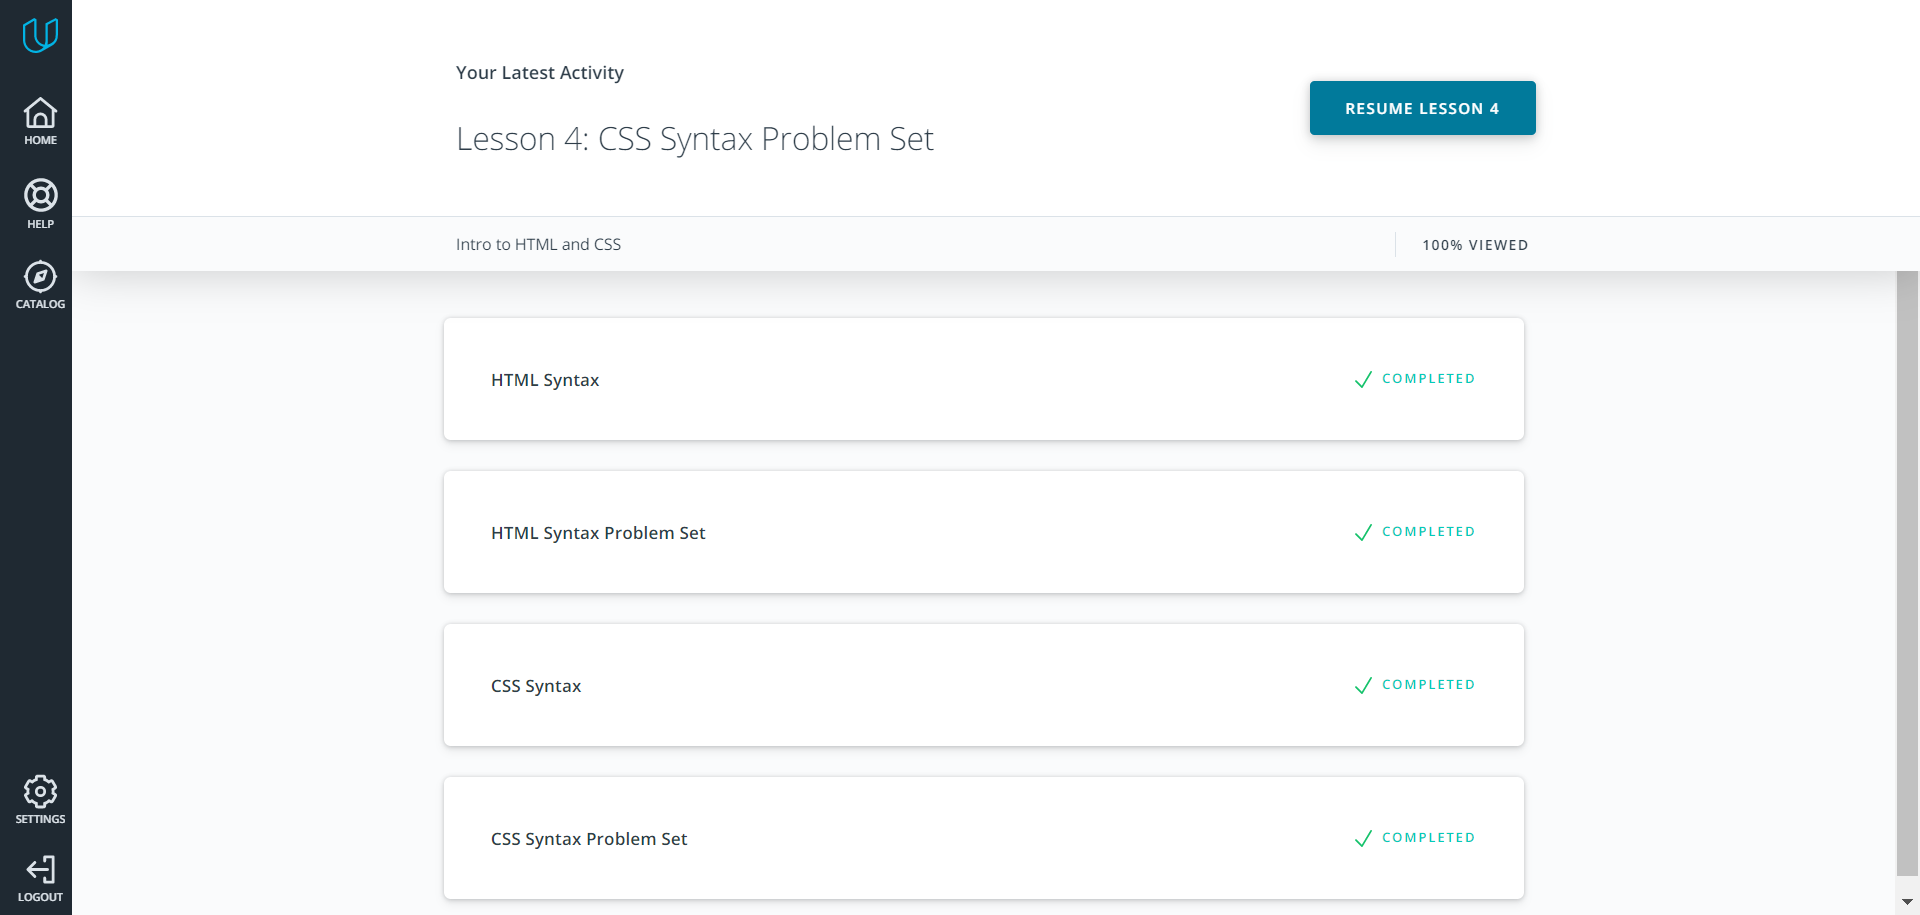 HOME
HELP
CATALOG
SETTINGS
LOGOUT
Your Latest Activity
Lesson 4: CSS Syntax Problem Set
RESUME LESSON 4
Intro to HTML and CSS
100% VIEWED
HTML Syntax
COMPLETED
HTML Syntax Problem Set
COMPLETED
CSS Syntax
COMPLETED
CSS Syntax Problem Set
COMPLETED